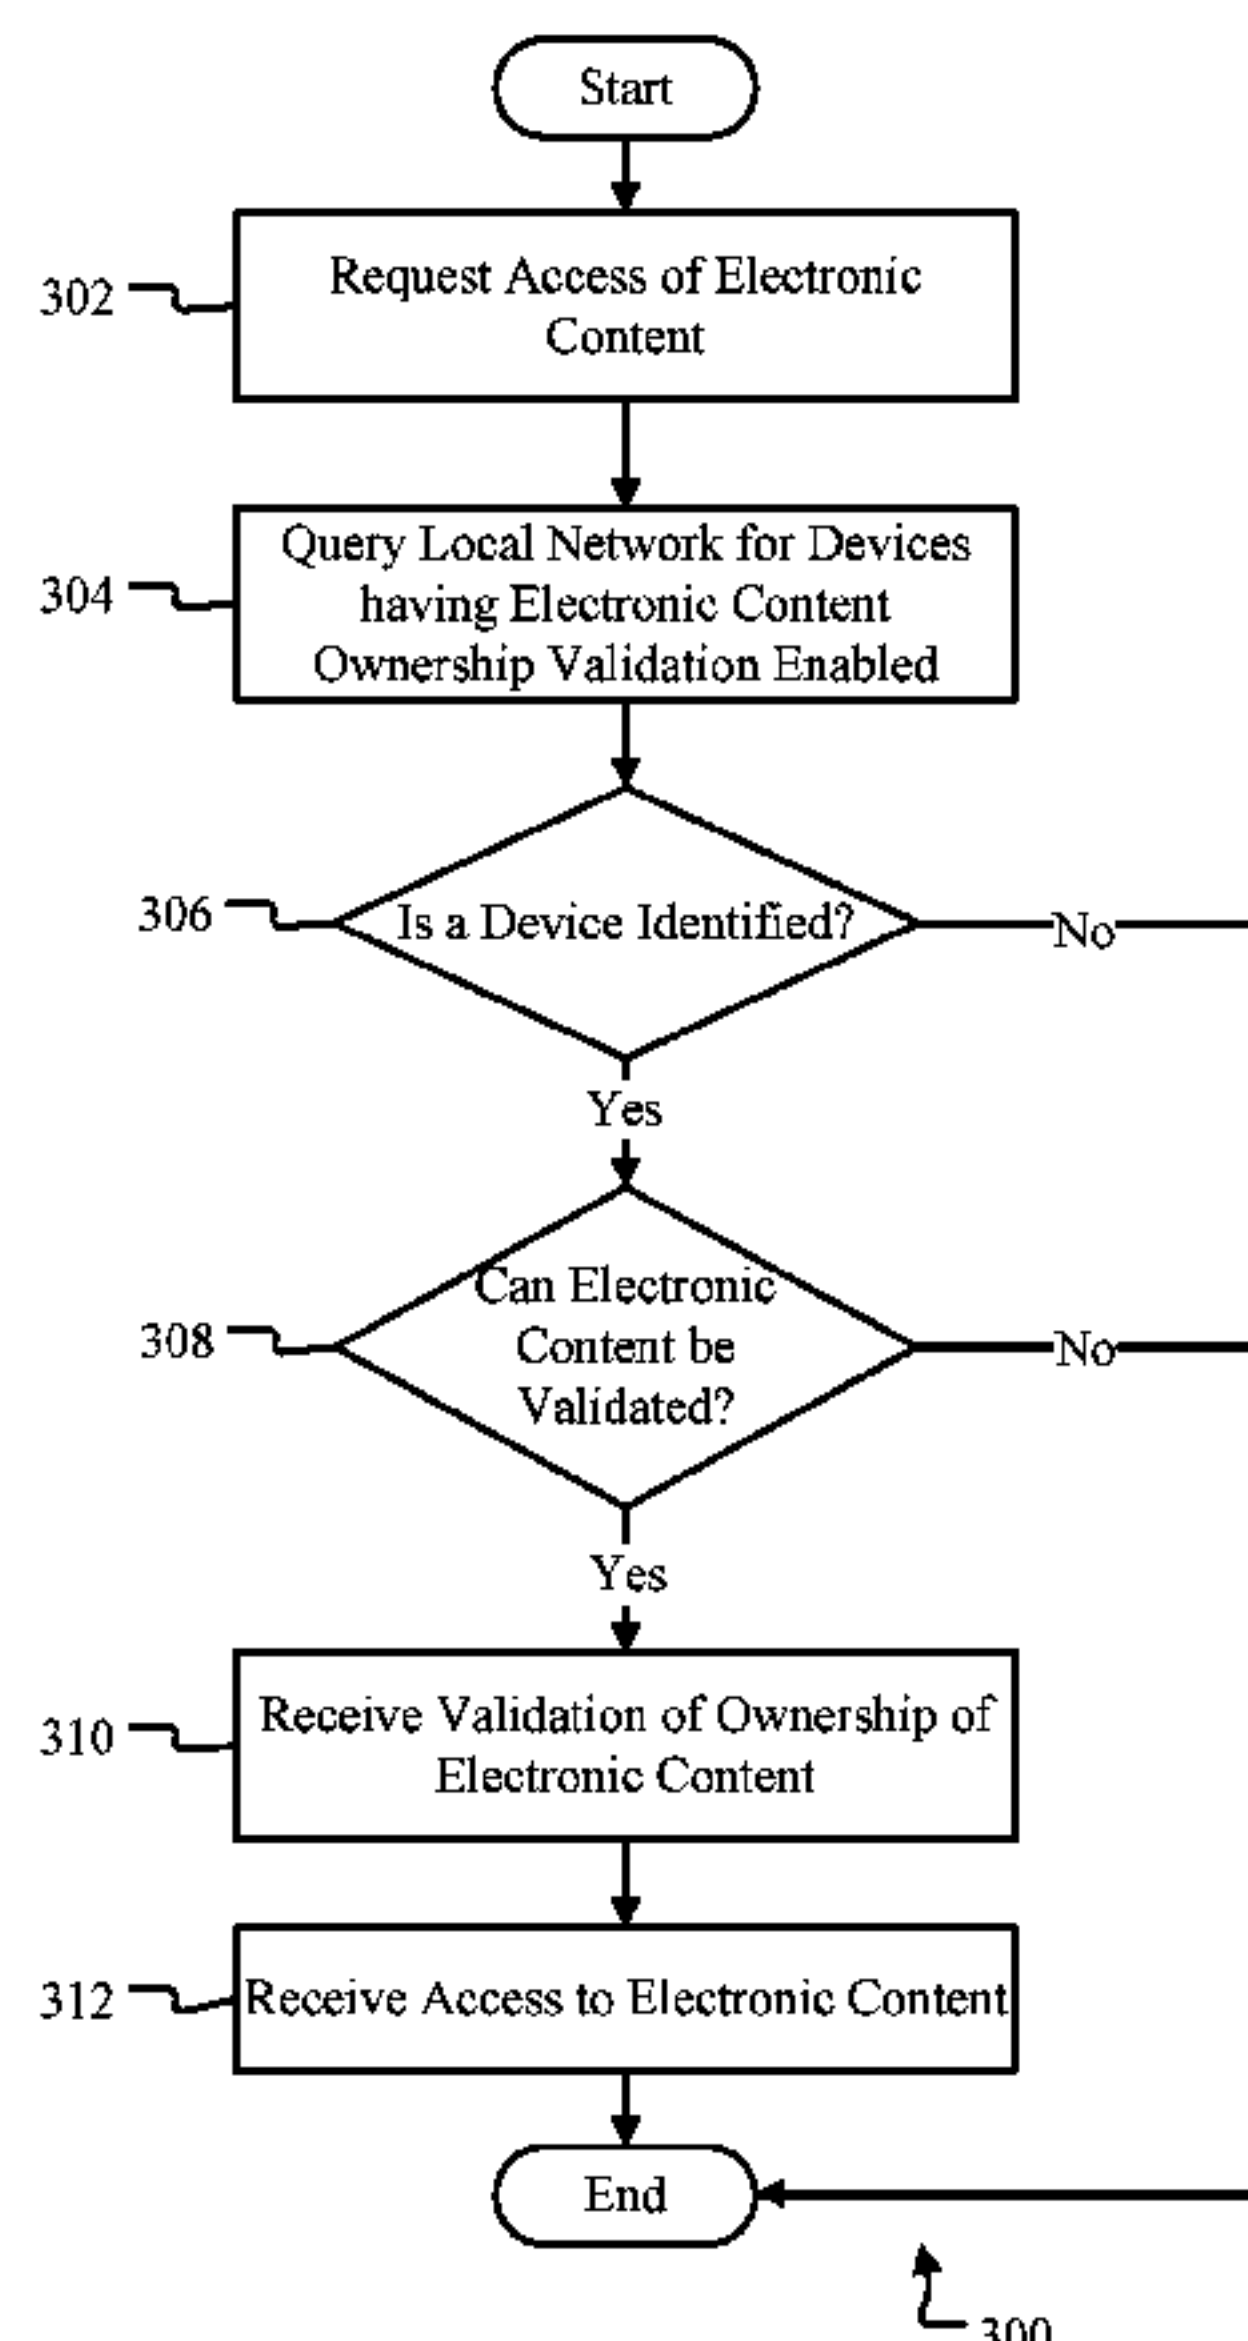 Start
302
Request Access of Electronic
Content
304
Query Local Network for Devices
having Electronic Content
Ownership Validation Enabled
306
Is a Device Identified?
No
Yes
308
Can Electronic
Content be
Validated?
No
Yes
310
Receive Validation of Ownership of
Electronic Content
312
Receive Access to Electronic Content
End
300